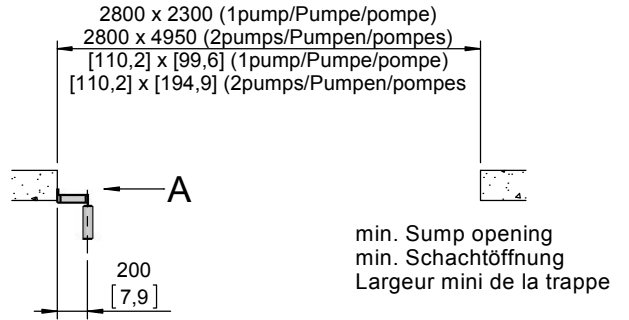 2800 x 2300 (1pump/Pumpe/pompe)
2800 x 4950 (2pumps/Pumpen/pompes)
[110,2] x [99,6] (1pump/Pumpe/pompe)
[110,2] x [194,9] (2pumps/Pumpen/pompes
A
min. Sump opening
min. Schachtöffnung
Largeur mini de la trappe
200
[7,9]